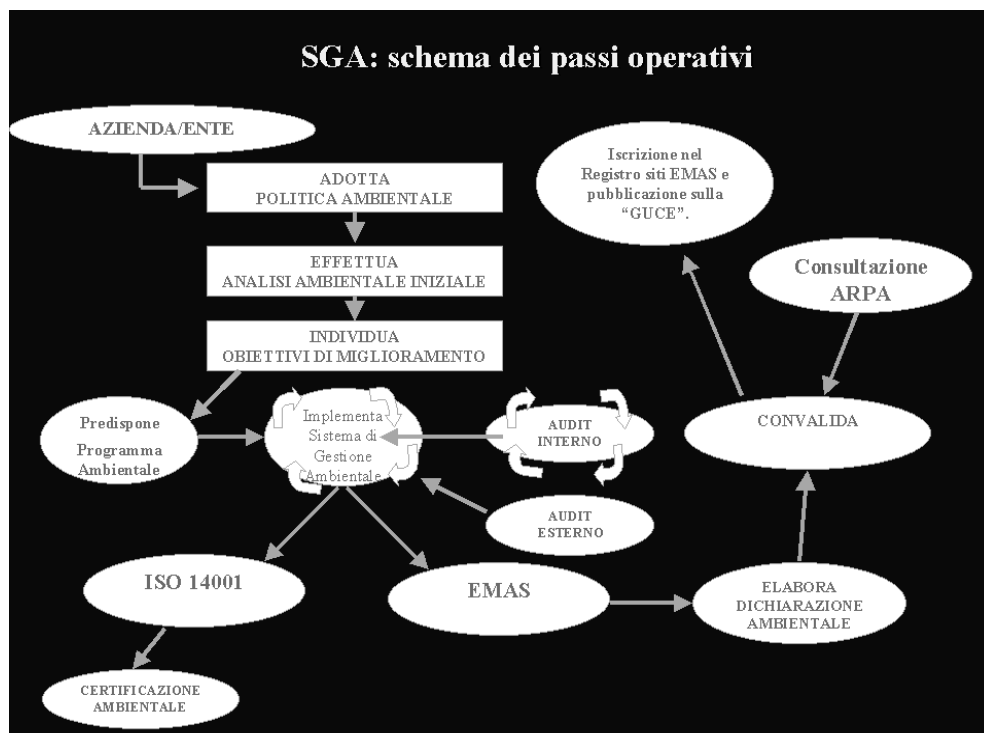 SGA: schema dei passi operativi
AZIENDA/ENTE
ADOTTA
POLITICA AMBIENTALE
EFFETTUA
ANALISI AMBIENTALE INIZIALE
INDIVIDUA
OBIETTIVI DI MIGLIORAMENTO
Predispone
Programma
Ambientale
Implementa
Sistema di
Gestione
Ambientale
AUDIT
INTERNO
AUDIT
ESTERNO
ISO 14001
CERTIFICAZIONE
AMBIENTALE
EMAS
ELABORA
DICHIARAZIONE
AMBIENTALE
CONVALIDA
Consultazione
ARPA
Iscrizione nel
Registro siti EMAS e
pubblicazione sulla
“GUCE”.